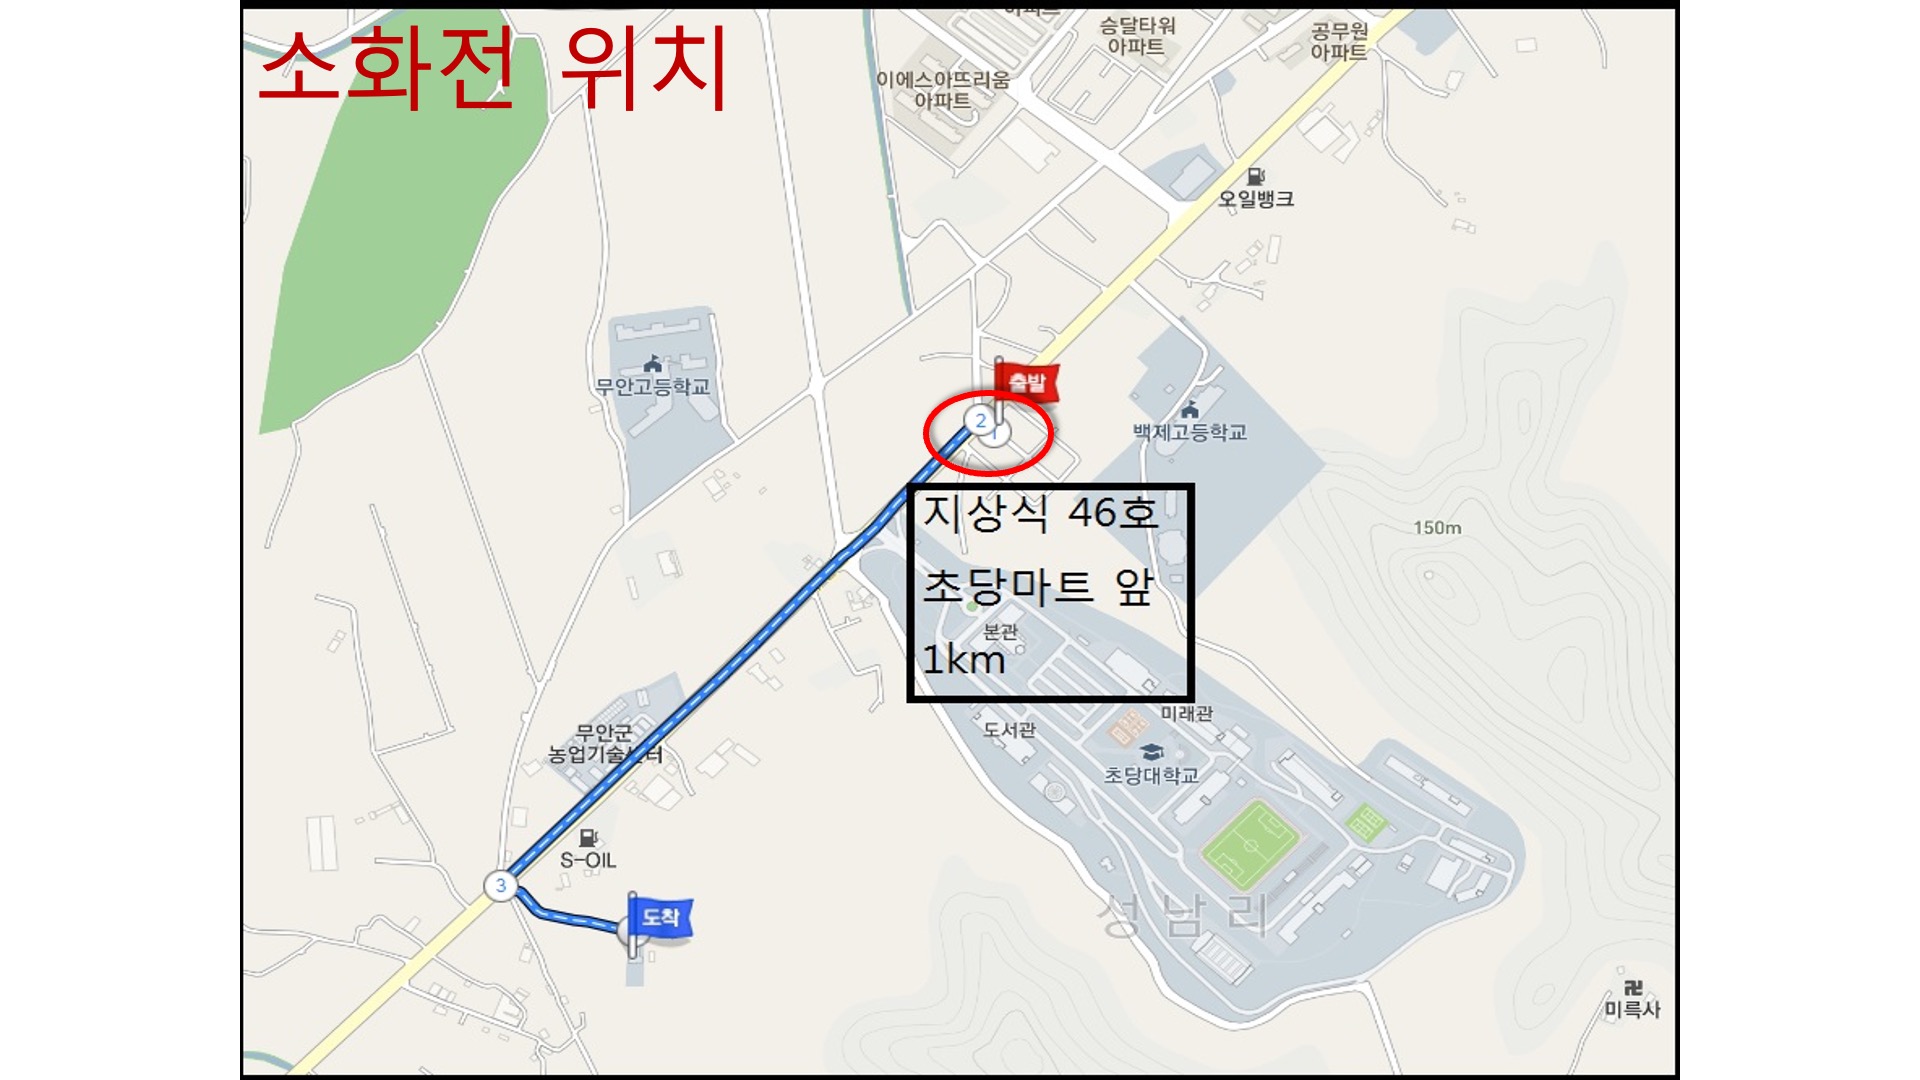 소화전 위치
아파트
승달타워
아파트
공무원
아파트
이에스아뜨리움
아파트
오일뱅크
무안고등학교
출발
2
1
백제고등학교
지상식 46호
초당마트 앞
1km
150m
본관
미래관
도서관
무안군
농업기술센터
초당대학교
S-OIL
3
도착
성남리
미륵사